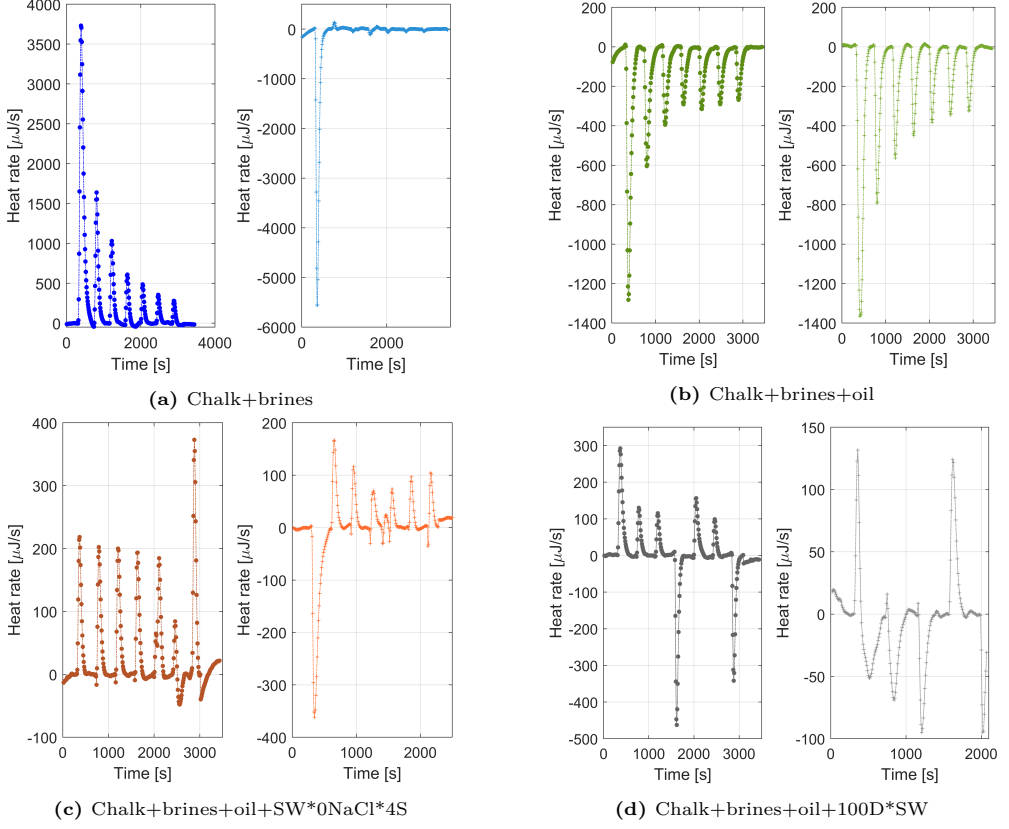 4000
3500
3000
2500
2000
1500
1000
500
0
Heat rate [μJ/s]
0 2000 4000
Time [s]
0
-1000
-2000
-3000
-4000
-5000
-6000
Heat rate [μJ/s]
0 2000
Time [s]
(a) Chalk+brines
200
0
-200
-400
-600
-800
-1000
-1200
-1400
Heat rate [μJ/s]
0 1000 2000 3000
Time [s]
200
0
-200
-400
-600
-800
-1000
-1200
-1400
Heat rate [μJ/s]
0 1000 2000 3000
Time [s]
(b) Chalk+brines+oil
400
300
200
100
0
-100
Heat rate [μJ/s]
0 1000 2000 3000
Time [s]
200
100
0
-100
-200
-300
-400
Heat rate [μJ/s]
0 1000 2000
Time [s]
(c) Chalk+brines+oil+SW*0NaCl*4S
300
200
100
0
-100
-200
-300
-400
-500
Heat rate [μJ/s]
0 1000 2000 3000
Time [s]
150
100
50
0
-50
-100
Heat rate [μJ/s]
0 1000 2000
Time [s]
(d) Chalk+brines+oil+100D*SW